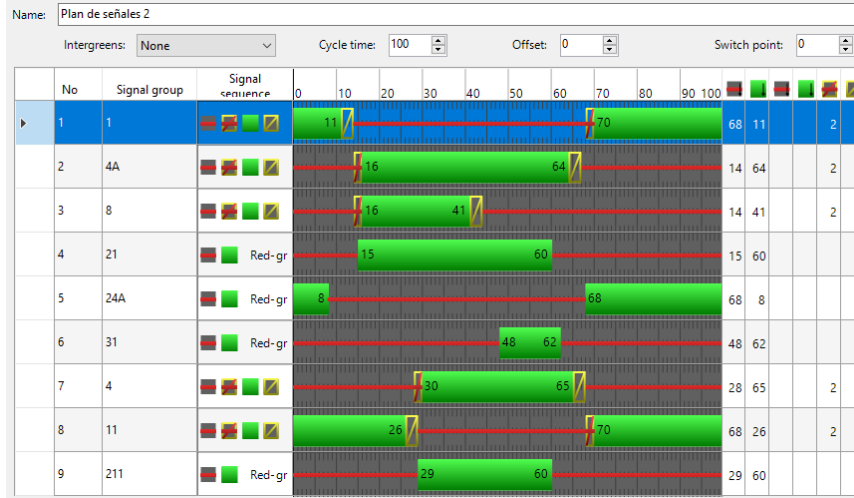 Name: Plan de señales 2
Intergreens: None Cycle time: 100 Offset: 0 Switch point: 0
No Signal group Signal sequence 0 10 20 30 40 50 60 70 80 90 100
1 1 11 70 68 11 2
2 4A 16 64 14 64 2
3 8 16 41 14 41 2
4 21 Red-gr 15 60 15 60
5 24A Red-gr 8 68 68 8
6 31 Red-gr 48 62 48 62
7 4 30 65 28 65 2
8 11 26 70 68 26 2
9 211 Red-gr 29 60 29 60